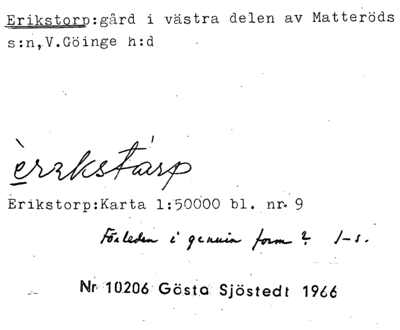 Erikstorp:gård i västra delen av Matteröds
s:n,V.Göinge h:d
Erikstorp:Karta 1:50000 bl. nr 9
Förleden i genuin form?
Nr 10206 Gösta Sjöstedt 1966